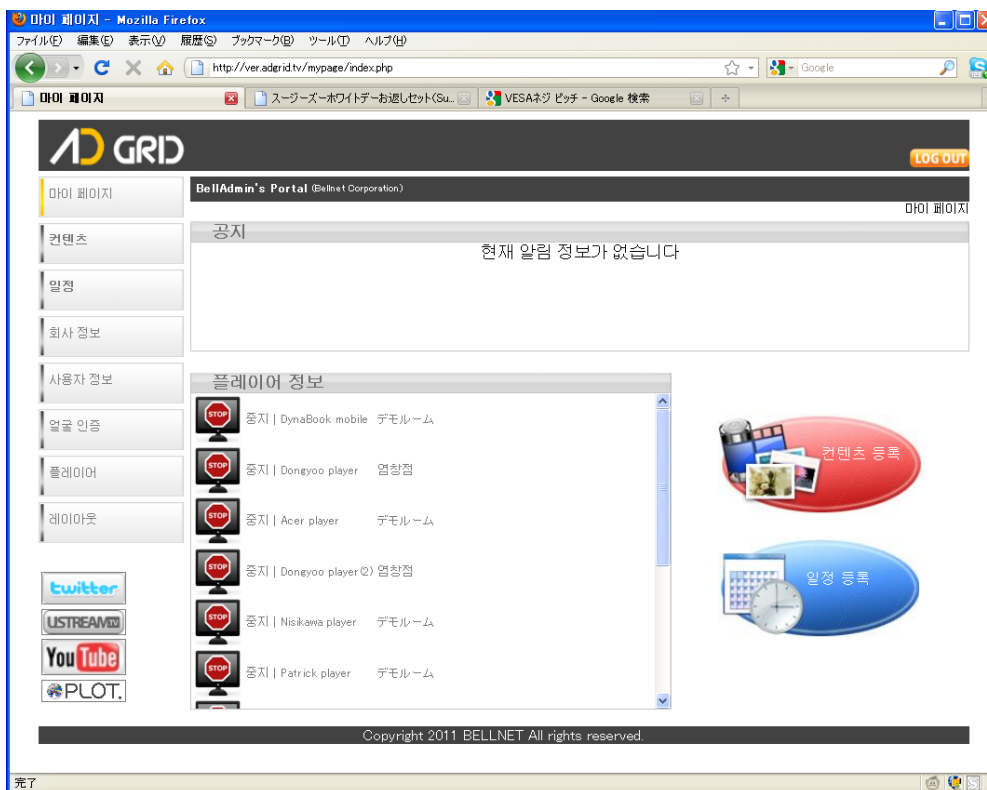 마이 페이지 - Mozilla Firefox
ファイル(F) 編集(E) 表示(V) 履歴(S) ブックマーク(B) ツール(T) ヘルプ(H)
http://ver.adgrid.tv/mypage/index.php
Google
마이 페이지
スージーズーホワイトデーお返しセット(Su...
VESAネジ ピッチ - Google 検索
AD GRID
LOG OUT
마이 페이지
컨텐츠
일정
회사 정보
사용자 정보
얼굴 인증
플레이어
레이아웃
twitter
USTREAM
You Tube
PLOT.
BellAdmin's Portal (Bellnet Corporation)
마이 페이지
공지
현재 알림 정보가 없습니다
플레이어 정보
STOP 중지 | DynaBook mobile デモルーム
STOP 중지 | Dongyoo player 염창점
STOP 중지 | Acer player デモルーム
STOP 중지 | Dongyoo player(2) 염창점
STOP 중지 | Nisikawa player デモルーム
STOP 중지 | Patrick player デモルーム
컨텐츠 등록
일정 등록
Copyright 2011 BELLNET All rights reserved.
完了